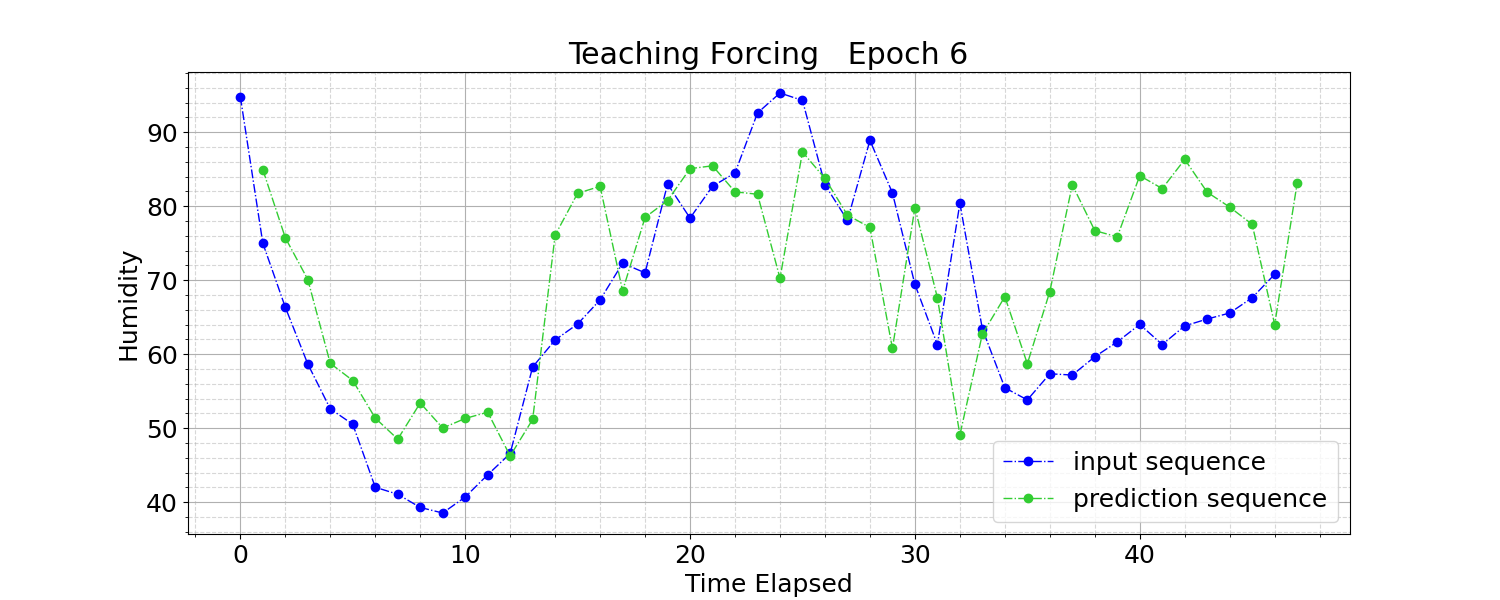 Teaching Forcing   Epoch 6
90
80
70
60
50
40
Humidity
0 10 20 30 40
Time Elapsed
input sequence
prediction sequence